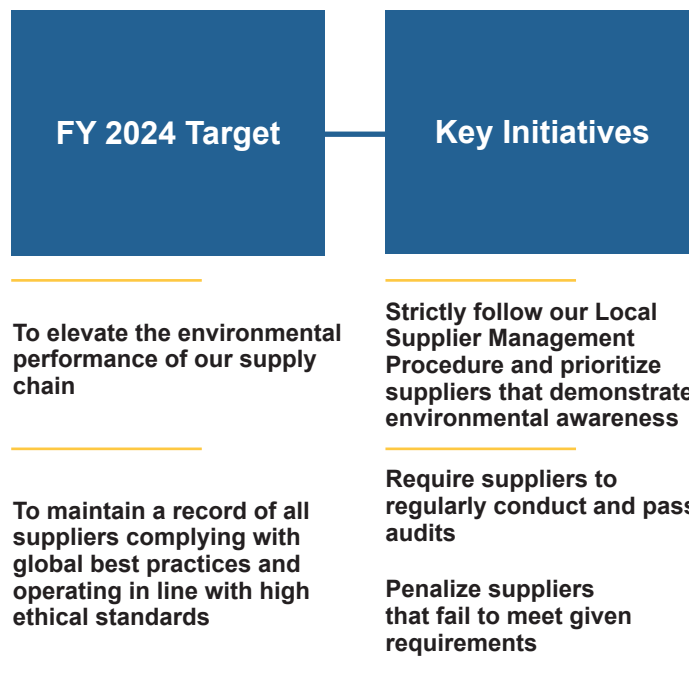 FY 2024 Target
Key Initiatives
To elevate the environmental
performance of our supply
chain
Strictly follow our Local
Supplier Management
Procedure and prioritize
suppliers that demonstrate
environmental awareness
To maintain a record of all
suppliers complying with
global best practices and
operating in line with high
ethical standards
Require suppliers to
regularly conduct and pass
audits
Penalize suppliers
that fail to meet given
requirements